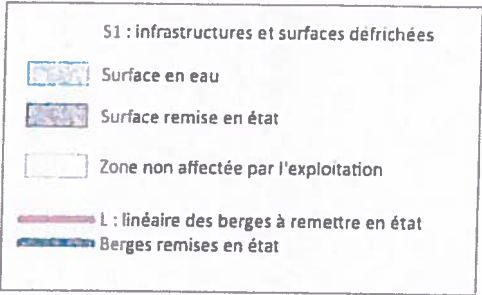 S1 : infrastructures et surfaces défrichées
Surface en eau
Surface remise en état
Zone non affectée par l'exploitation
L : linéaire des berges à remettre en état
Berges remises en état